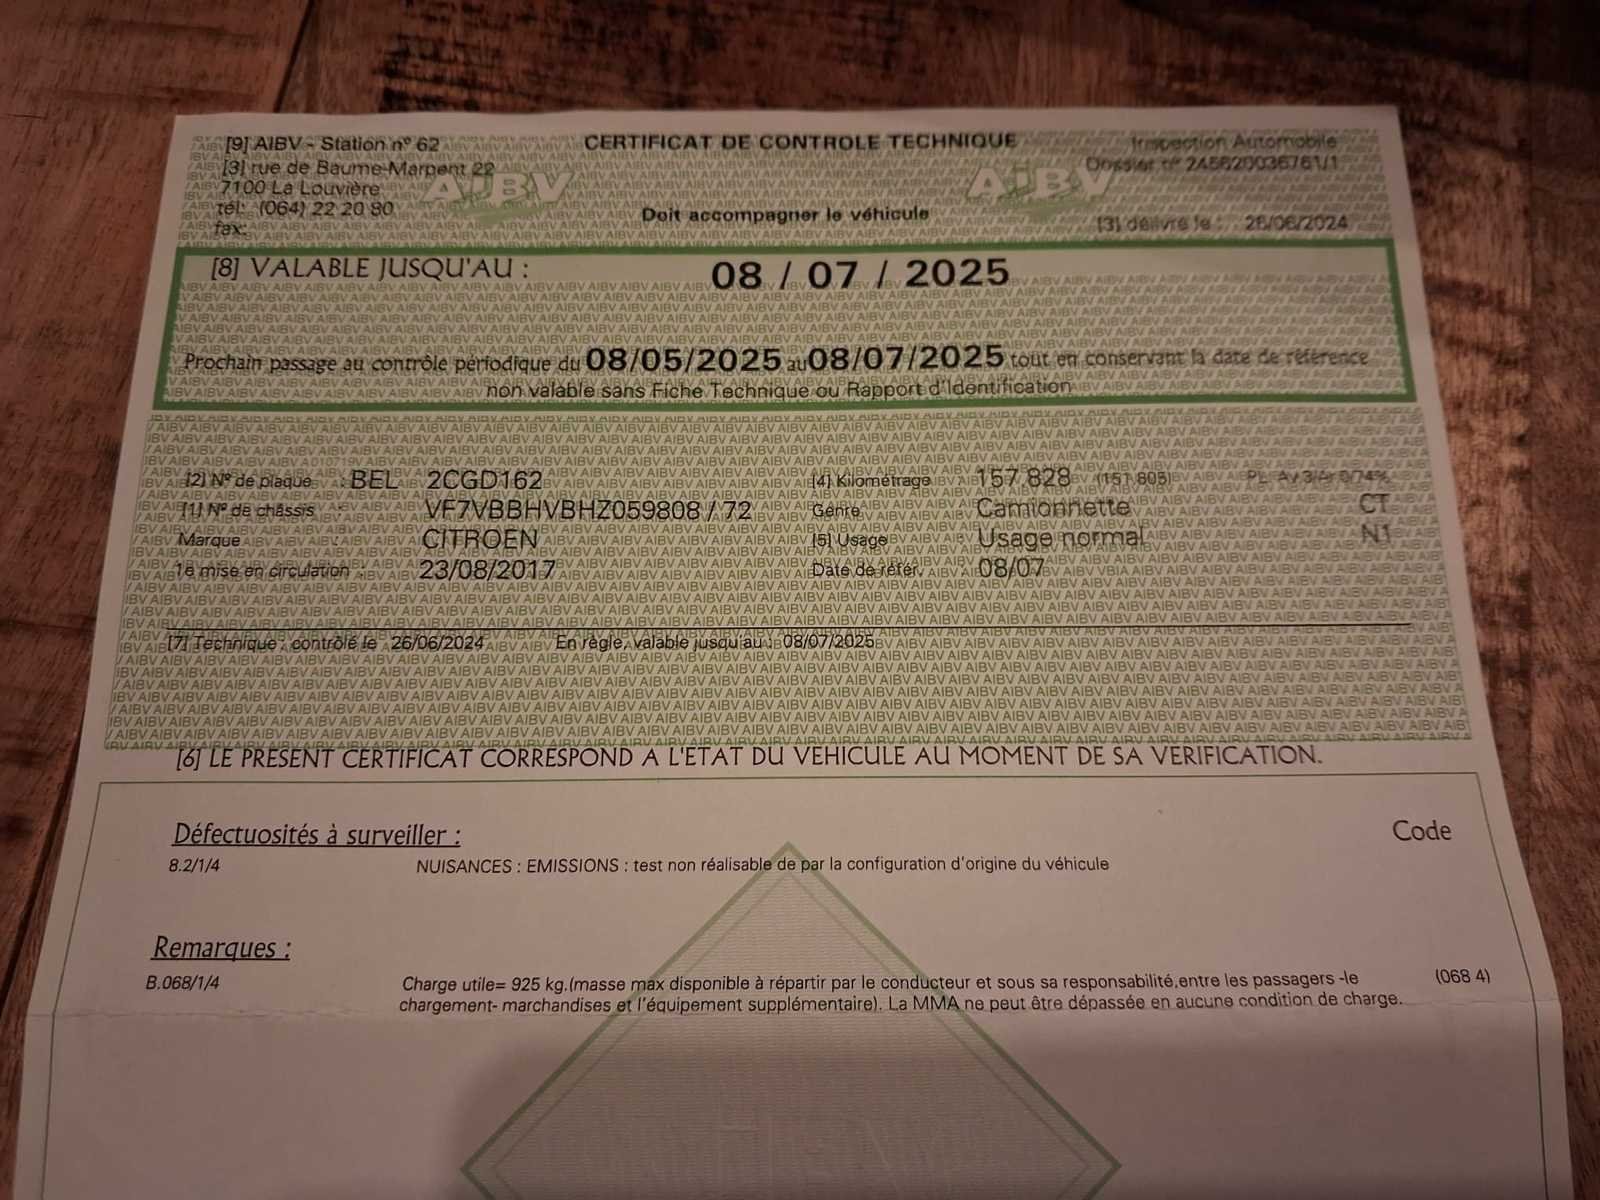 [9] AIBV - Station n° 62
CERTIFICAT DE CONTROLE TECHNIQUE
Inspection Automobile
[3] rue de Baume-Marpent 22
Dossier n° 245620036761/1
7100 La Louvière
AIBV
AIBV
tél: (064) 22 20 80
Doit accompagner le véhicule
[3] délivré le : 26/06/2024
fax:
[8] VALABLE JUSQU'AU : 08 / 07 / 2025
Prochain passage au contrôle périodique du 08/05/2025 au 08/07/2025 tout en conservant la date de référence
non valable sans Fiche Technique ou Rapport d'Identification
[2] N° de plaque : BEL 2CGD162
[4] Kilométrage 157.828 (151 805)
[1] N° de châssis : VF7VBBHVBHZ059808 / 72
Genre Camionnette CT
Marque : CITROEN
[5] Usage : Usage normal N1
1e mise en circulation : 23/08/2017
Date de référ. 08/07
[7] Technique : contrôlé le 26/06/2024 En règle, valable jusqu'au : 08/07/2025
[6] LE PRESENT CERTIFICAT CORRESPOND A L'ETAT DU VEHICULE AU MOMENT DE SA VERIFICATION.
Défectuosités à surveiller :
Code
8.2/1/4 NUISANCES : EMISSIONS : test non réalisable de par la configuration d'origine du véhicule
Remarques :
B.068/1/4 Charge utile= 925 kg.(masse max disponible à répartir par le conducteur et sous sa responsabilité,entre les passagers -le (068 4)
chargement- marchandises et l'équipement supplémentaire). La MMA ne peut être dépassée en aucune condition de charge.